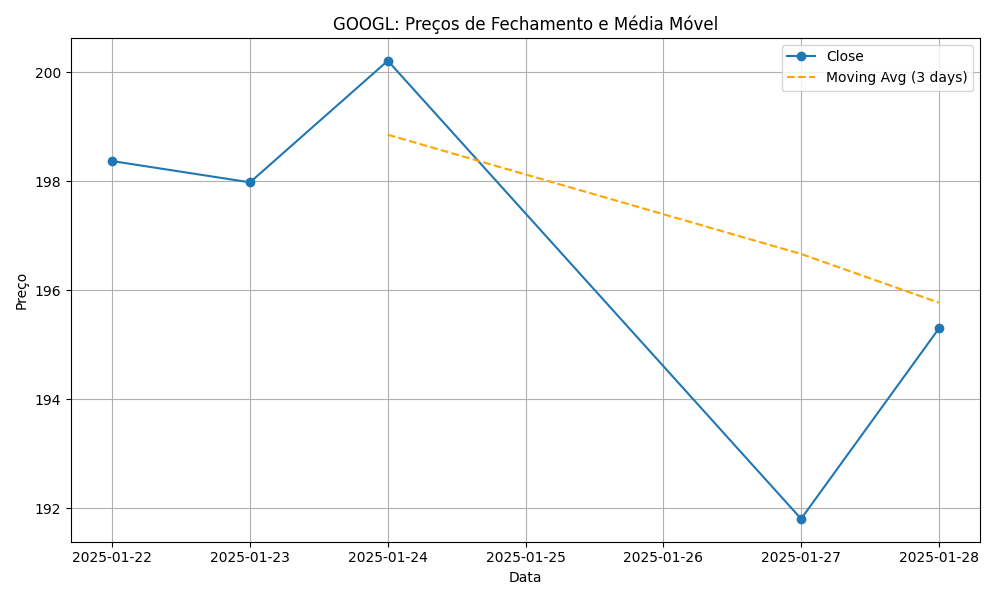 GOOGL: Preços de Fechamento e Média Móvel
Close
Moving Avg (3 days)
Preço
200
198
196
194
192
2025-01-22
2025-01-23
2025-01-24
2025-01-25
2025-01-26
2025-01-27
2025-01-28
Data